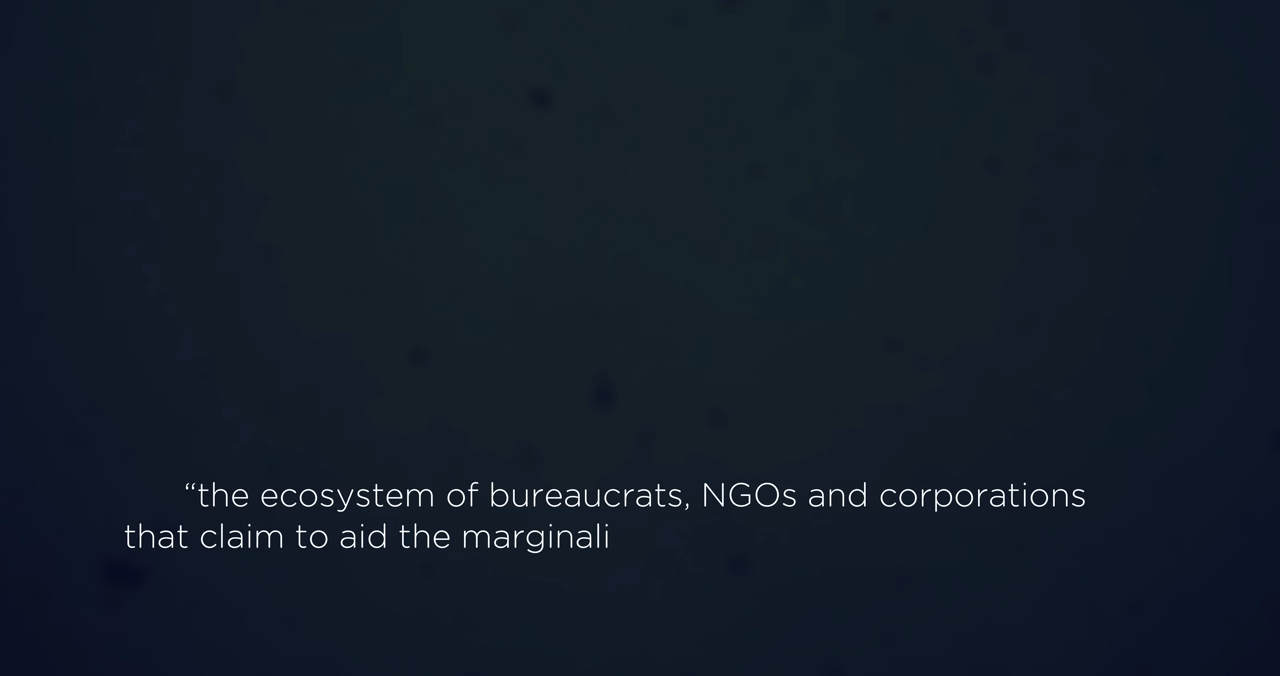 “the ecosystem of bureaucrats, NGOs and corporations
that claim to aid the marginali